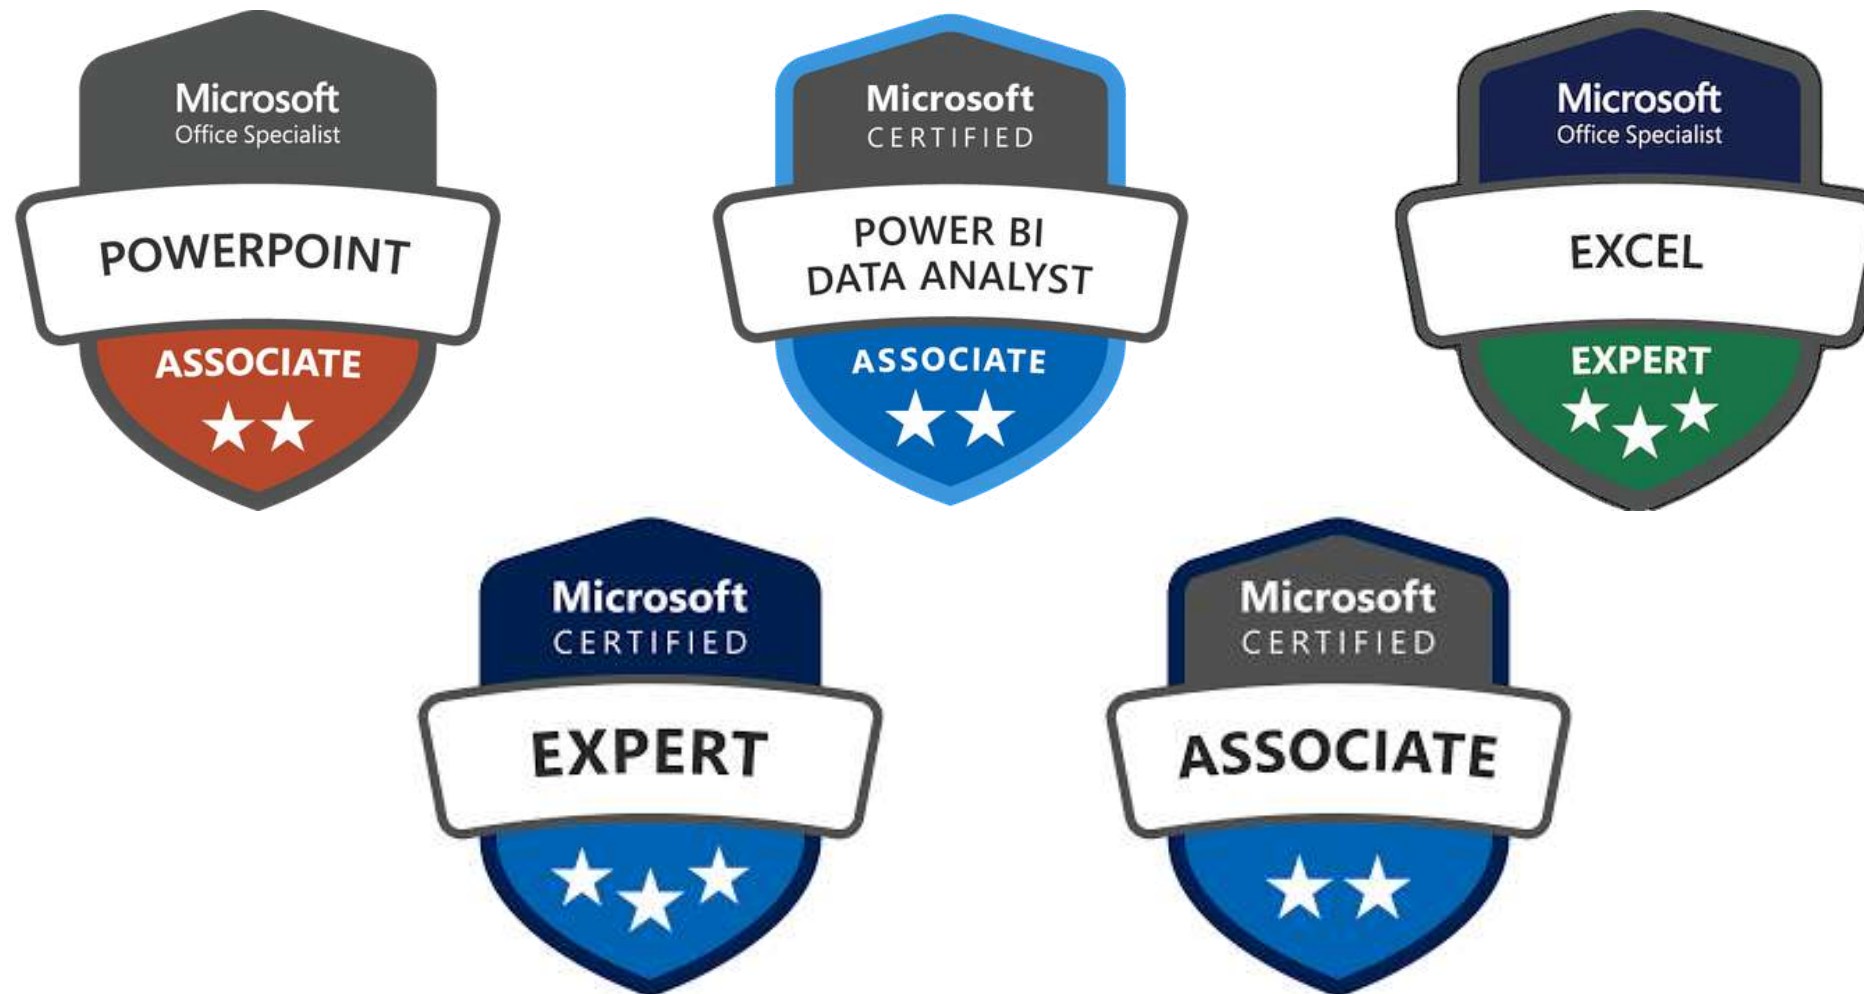 Microsoft
Office Specialist
POWERPOINT
ASSOCIATE
Microsoft
CERTIFIED
POWER BI
DATA ANALYST
ASSOCIATE
Microsoft
Office Specialist
EXCEL
EXPERT
Microsoft
CERTIFIED
EXPERT
Microsoft
CERTIFIED
ASSOCIATE